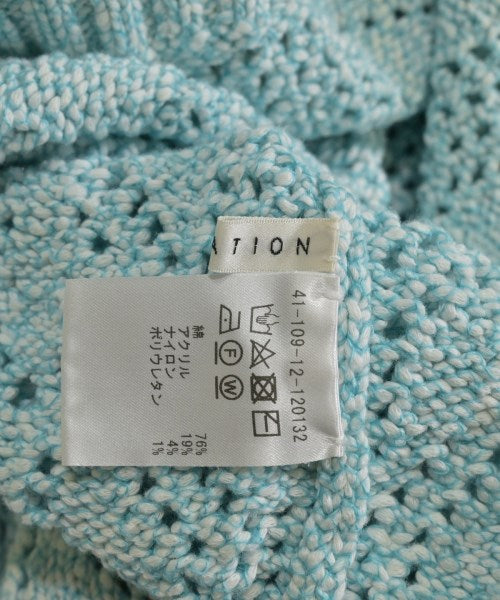 ATION
41-109-12-120132
F
W
綿 76%
アクリル 19%
ナイロン 4%
ポリウレタン 1%